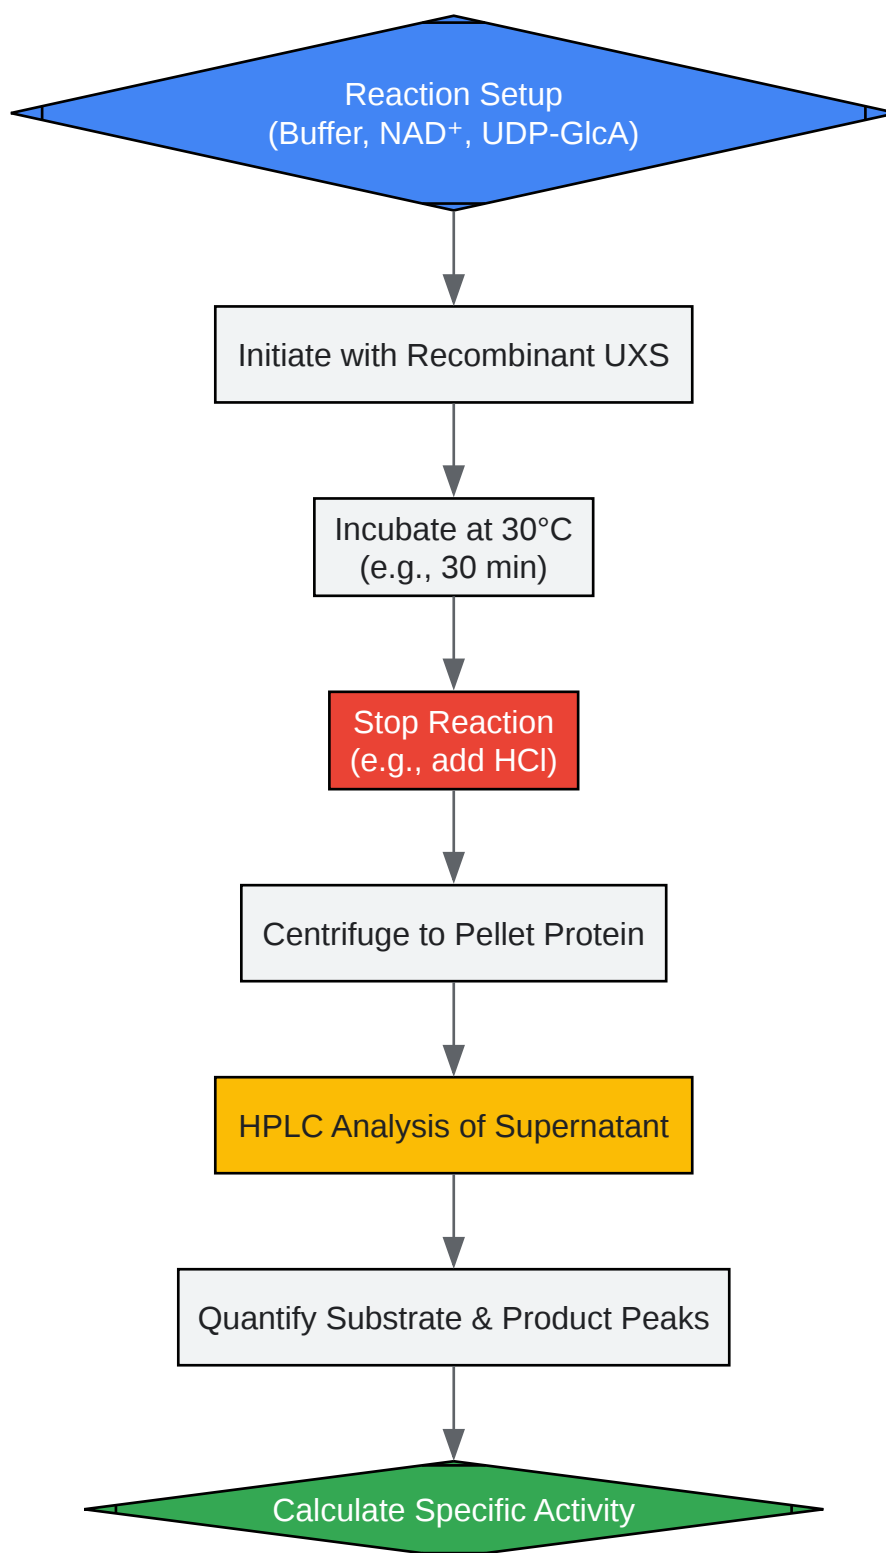 Reaction Setup
(Buffer, NAD⁺, UDP-GlcA)
Initiate with Recombinant UXS
Incubate at 30°C
(e.g., 30 min)
Stop Reaction
(e.g., add HCl)
Centrifuge to Pellet Protein
HPLC Analysis of Supernatant
Quantify Substrate & Product Peaks
Calculate Specific Activity